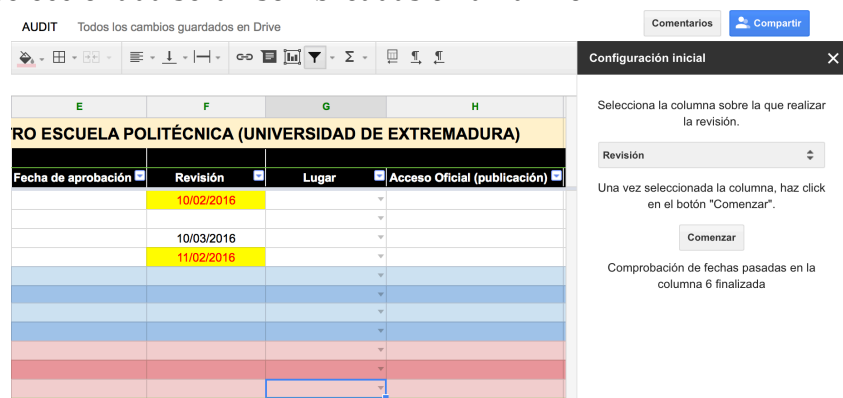 AUDIT Todos los cambios guardados en Drive
Comentarios
Compartir
Configuración inicial
E F G H
RO ESCUELA POLITÉCNICA (UNIVERSIDAD DE EXTREMADURA)
Fecha de aprobación Revisión Lugar Acceso Oficial (publicación)
10/02/2016
10/03/2016
11/02/2016
Selecciona la columna sobre la que realizar
la revisión.
Revisión
Una vez seleccionada la columna, haz click
en el botón "Comenzar".
Comenzar
Comprobación de fechas pasadas en la
columna 6 finalizada